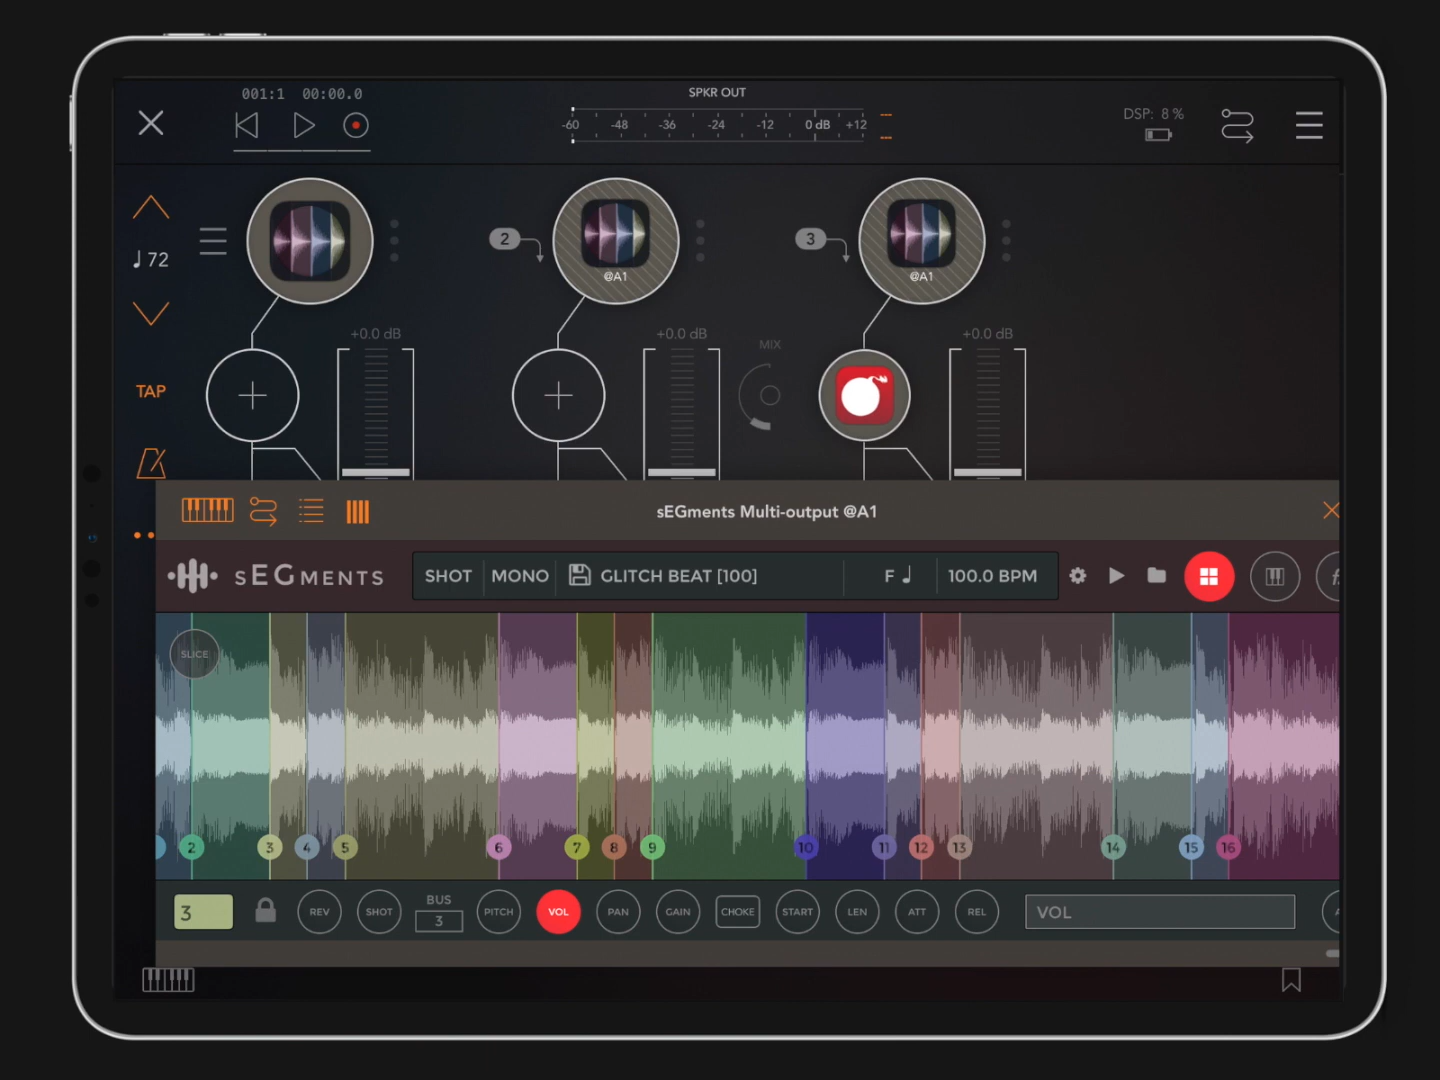 001:1 00:00.0
SPKR OUT
-60 -48 -36 -24 -12 0 dB +12
DSP: 8 %
72
TAP
2
@A1
3
@A1
+0.0 dB
+0.0 dB
MIX
+0.0 dB
sEGments Multi-output @A1
sEGMENTS
SHOT MONO GLITCH BEAT [100] F 100.0 BPM
SLICE
2 3 4 5 6 7 8 9 10 11 12 13 14 15 16
3
REV
SHOT
BUS
3
PITCH
VOL
PAN
GAIN
CHOKE
START
LEN
ATT
REL
VOL